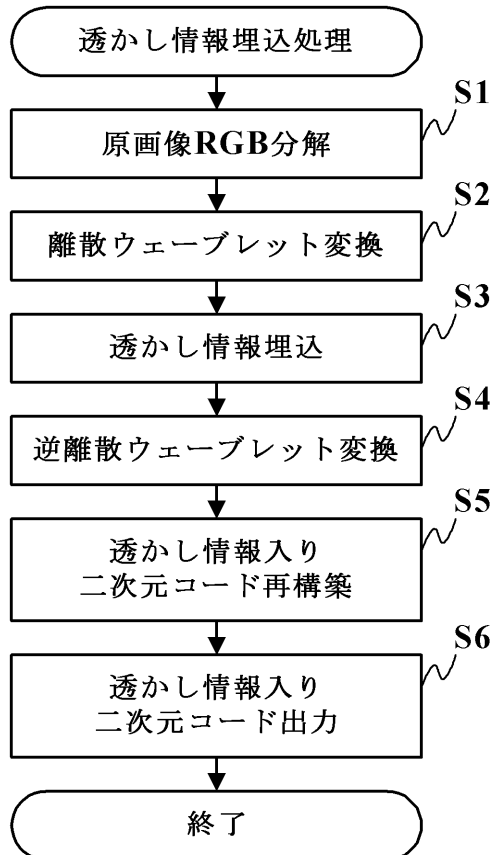 透かし情報埋込処理
S1
原画像RGB分解
S2
離散ウェーブレット変換
S3
透かし情報埋込
S4
逆離散ウェーブレット変換
S5
透かし情報入り
二次元コード再構築
S6
透かし情報入り
二次元コード出力
終了